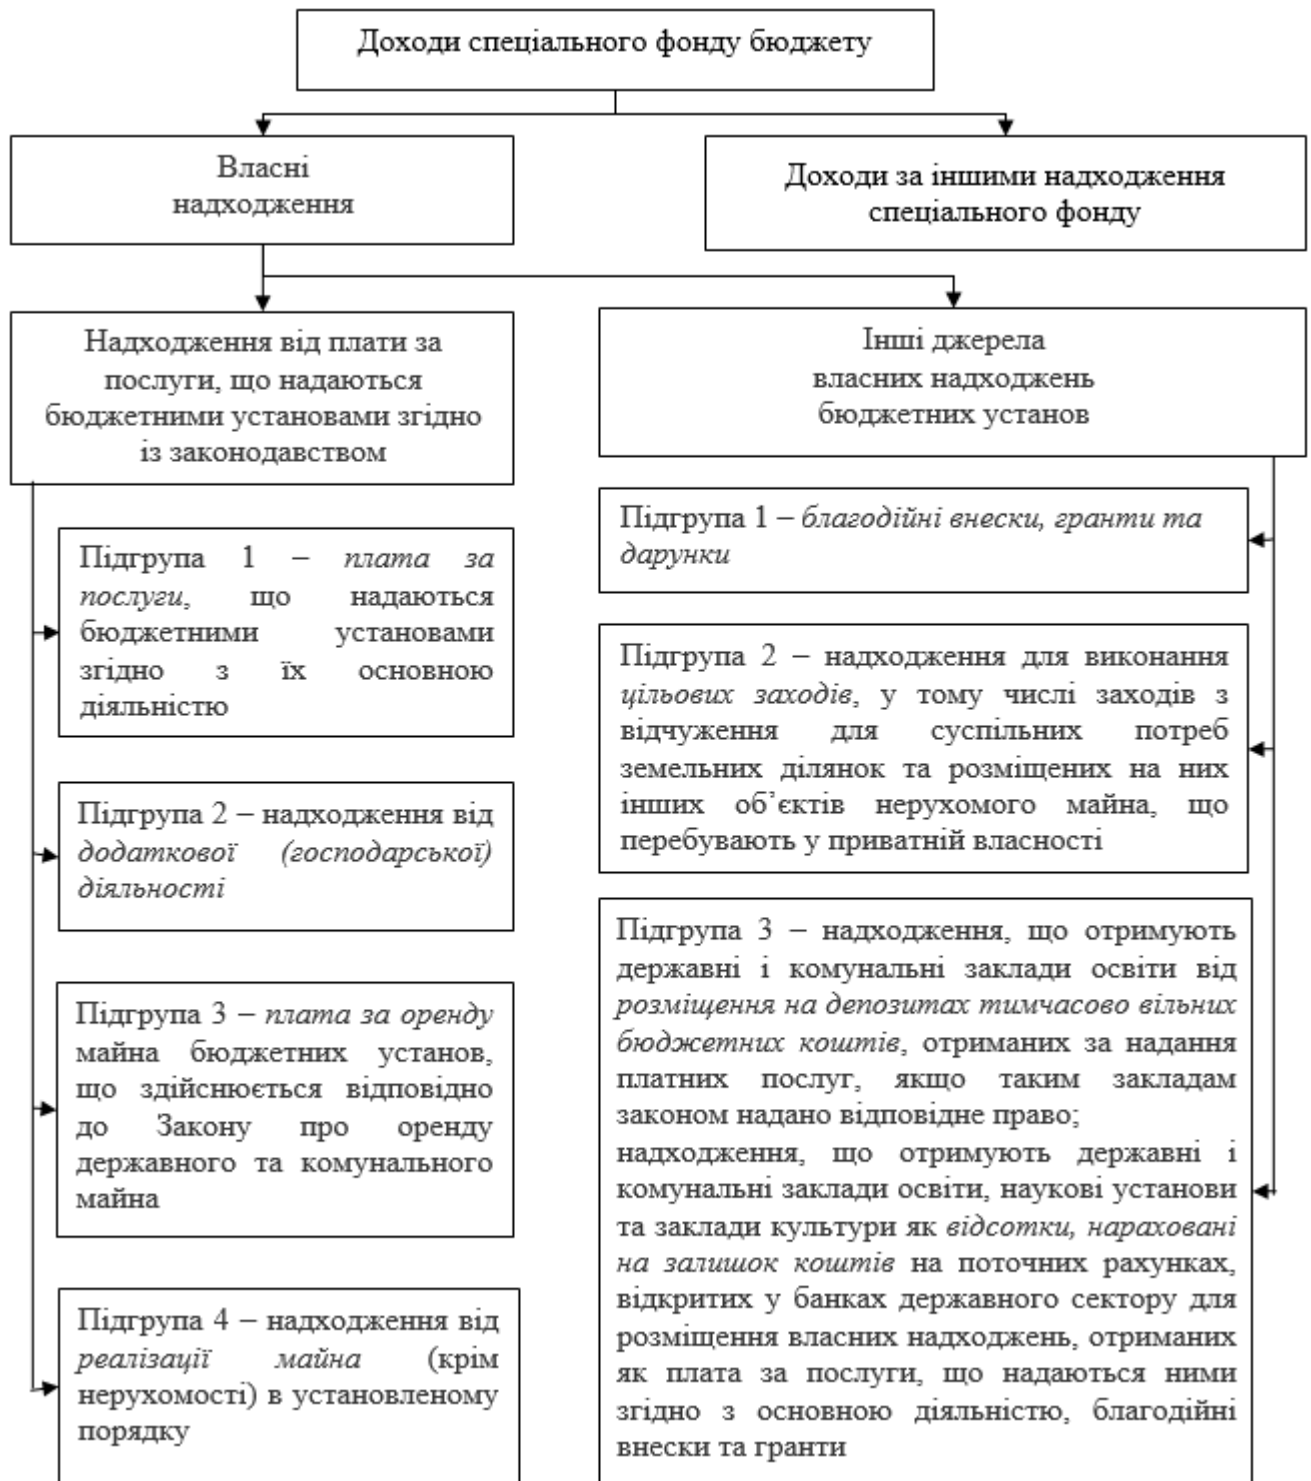 Доходи спеціального фонду бюджету
Власні
надходження
Доходи за іншими надходження
спеціального фонду
Надходження від плати за
послуги, що надаються
бюджетними установами згідно
із законодавством
Інші джерела
власних надходжень
бюджетних установ
Підгрупа 1 – плата за
послуги, що надаються
бюджетними установами
згідно з їх основною
діяльністю
Підгрупа 2 – надходження від
додаткової (господарської)
діяльності
Підгрупа 3 – плата за оренду
майна бюджетних установ,
що здійснюється відповідно
до Закону про оренду
державного та комунального
майна
Підгрупа 4 – надходження від
реалізації майна (крім
нерухомості) в установленому
порядку
Підгрупа 1 – благодійні внески, гранти та
дарунки
Підгрупа 2 – надходження для виконання
цільових заходів, у тому числі заходів з
відчуження для суспільних потреб
земельних ділянок та розміщених на них
інших об’єктів нерухомого майна, що
перебувають у приватній власності
Підгрупа 3 – надходження, що отримують
державні і комунальні заклади освіти від
розміщення на депозитах тимчасово вільних
бюджетних коштів, отриманих за надання
платних послуг, якщо таким закладам
законом надано відповідне право;
надходження, що отримують державні і
комунальні заклади освіти, наукові установи
та заклади культури як відсотки, нараховані
на залишок коштів на поточних рахунках,
відкритих у банках державного сектору для
розміщення власних надходжень, отриманих
як плата за послуги, що надаються ними
згідно з основною діяльністю, благодійні
внески та гранти